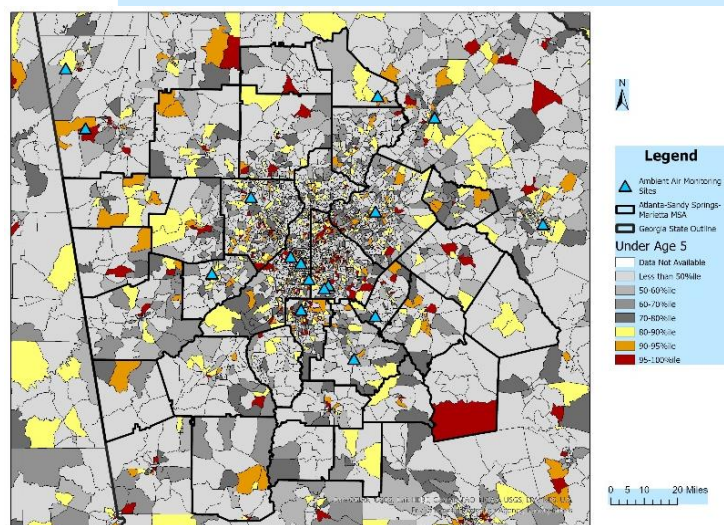 N
Legend
Ambient Air Monitoring
Sites
Atlanta-Sandy Springs-
Marietta MSA
Georgia State Outline
Under Age 5
Data Not Available
Less than 50%ile
50-60%ile
60-70%ile
70-80%ile
80-90%ile
90-95%ile
95-100%ile
0 5 10 20 Miles